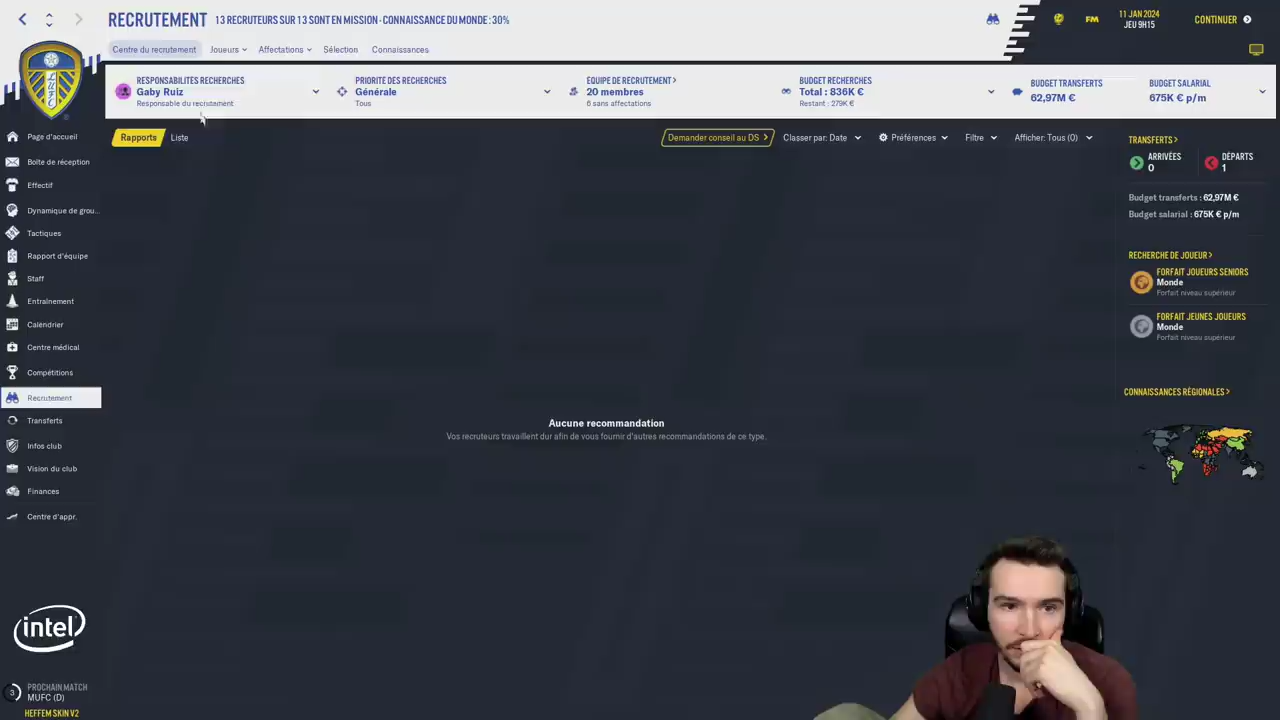 RECRUTEMENT 13 RECRUTEURS SUR 13 SONT EN MISSION - CONNAISSANCE DU MONDE : 30%
FM
11 JAN 2024
JEU 9H15
CONTINUER
Centre du recrutement Joueurs Affectations Sélection Connaissances
RESPONSABILITÉS RECHERCHES
Gaby Ruiz
Responsable du recrutement
PRIORITÉ DES RECHERCHES
Générale
Tous
ÉQUIPE DE RECRUTEMENT >
20 membres
6 sans affectations
BUDGET RECHERCHES
Total : 836K €
Restant : 279K €
BUDGET TRANSFERTS
62,97M €
BUDGET SALARIAL
675K € p/m
Rapports Liste
Demander conseil au DS > Classer par: Date Préférences Filtre Afficher: Tous (0)
Page d'accueil
Boîte de réception
Effectif
Dynamique de grou...
Tactiques
Rapport d'équipe
Staff
Entraînement
Calendrier
Centre médical
Compétitions
Recrutement
Transferts
Infos club
Vision du club
Finances
Centre d'appr.
Aucune recommandation
Vos recruteurs travaillent dur afin de vous fournir d'autres recommandations de ce type.
TRANSFERTS >
ARRIVÉES
0
DÉPARTS
1
Budget transferts : 62,97M €
Budget salarial : 675K € p/m
RECHERCHE DE JOUEUR >
FORFAIT JOUEURS SENIORS
Monde
Forfait niveau supérieur
FORFAIT JEUNES JOUEURS
Monde
Forfait niveau supérieur
CONNAISSANCES RÉGIONALES >
intel
3
PROCHAIN MATCH
MUFC (D)
HEFFEM SKIN V2